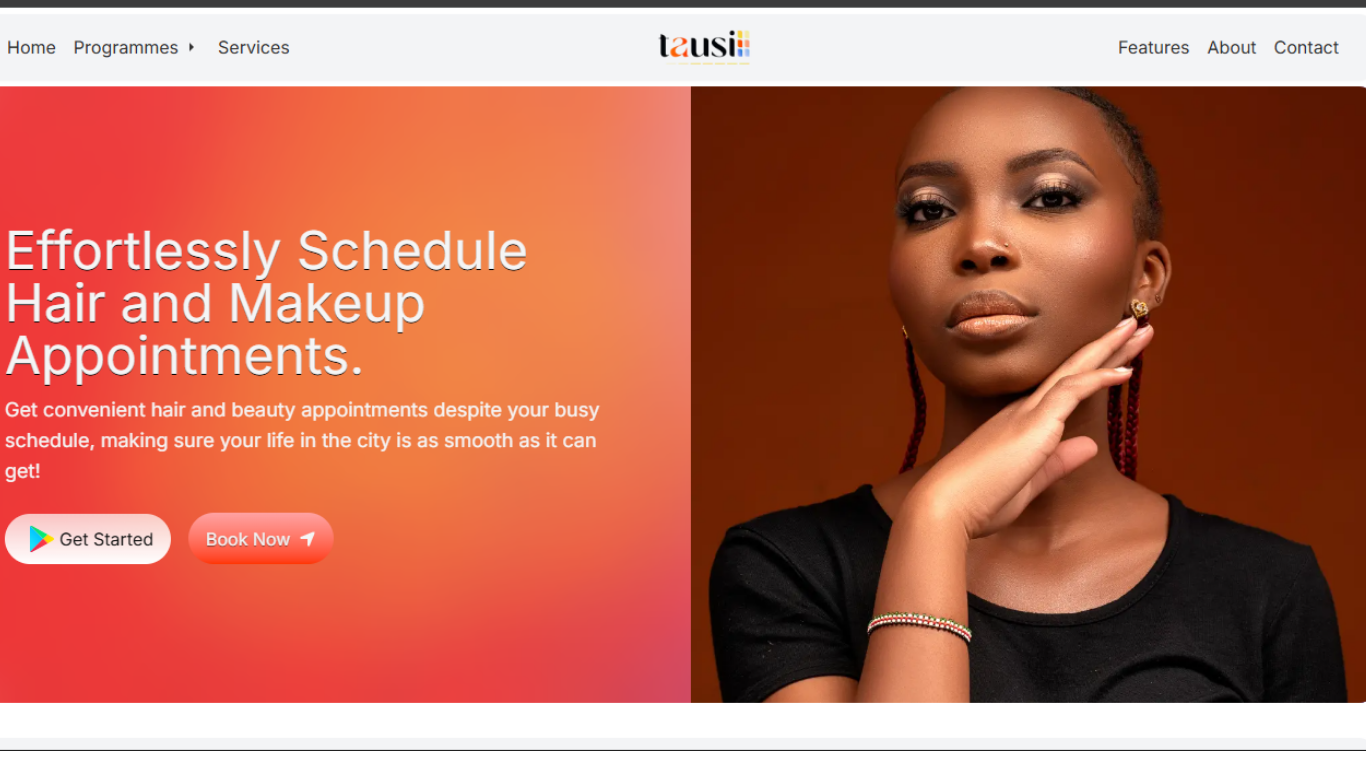 Home Programmes Services
tausi
Features About Contact
Effortlessly Schedule
Hair and Makeup
Appointments.
Get convenient hair and beauty appointments despite your busy
schedule, making sure your life in the city is as smooth as it can
get!
Get Started
Book Now